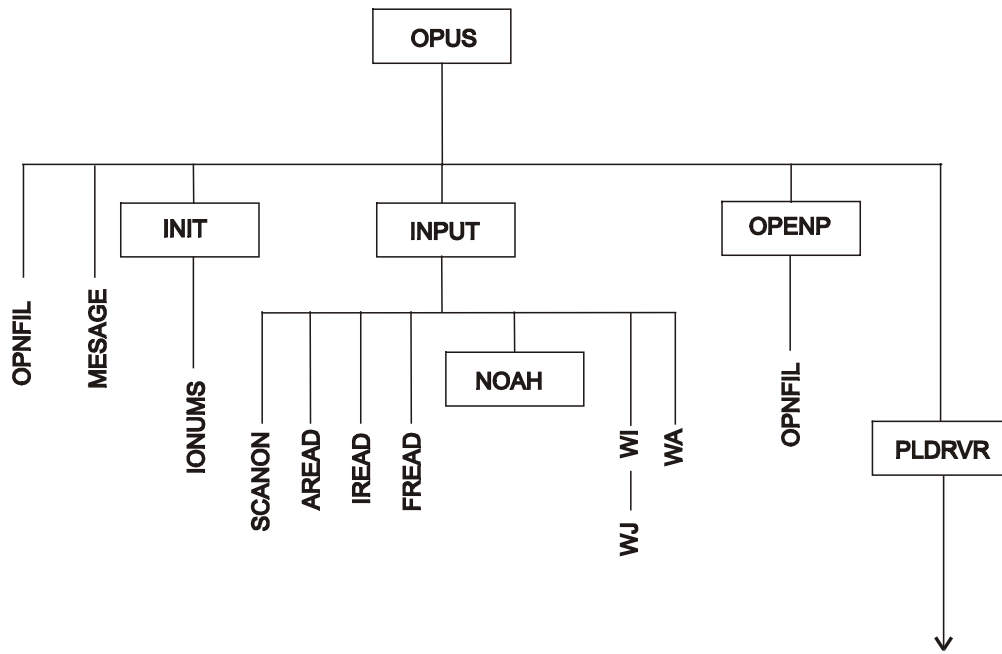 OPUS
INIT
INPUT
OPENP
OPNFIL
MESAGE
IONUMS
SCANON
AREAD
IREAD
FREAD
NOAH
WI
WJ
WA
OPNFIL
PLDRVR